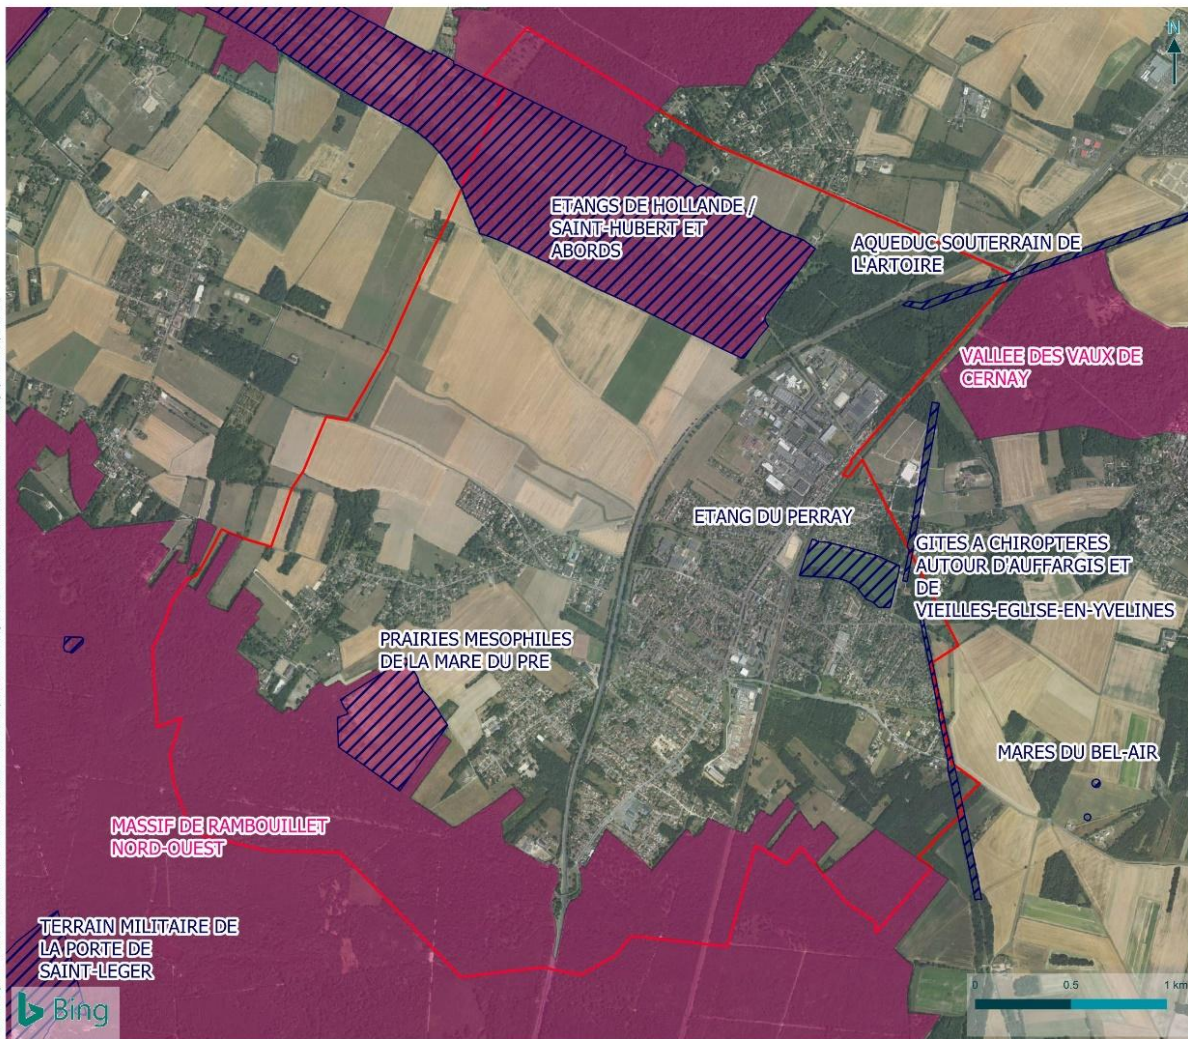 N
ETANGS DE HOLLANDE /
SAINT-HUBERT ET
ABORDS
AQUEDUC SOUTERRAIN DE
L'ARTOIRE
VALLEE DES VAUX DE
CERNAY
ETANG DU PERRAY
GITES A CHIROPTERES
AUTOUR D'AUFFARGIS ET
DE
VIEILLES-EGLISE-EN-YVELINES
PRAIRIES MESOPHILES
DE LA MARE DU PRE
MARES DU BEL-AIR
MASSIF DE RAMBOUILLET
NORD-OUEST
TERRAIN MILITAIRE DE
LA PORTE DE
SAINT-LEGER
Bing
0 0.5 1 km